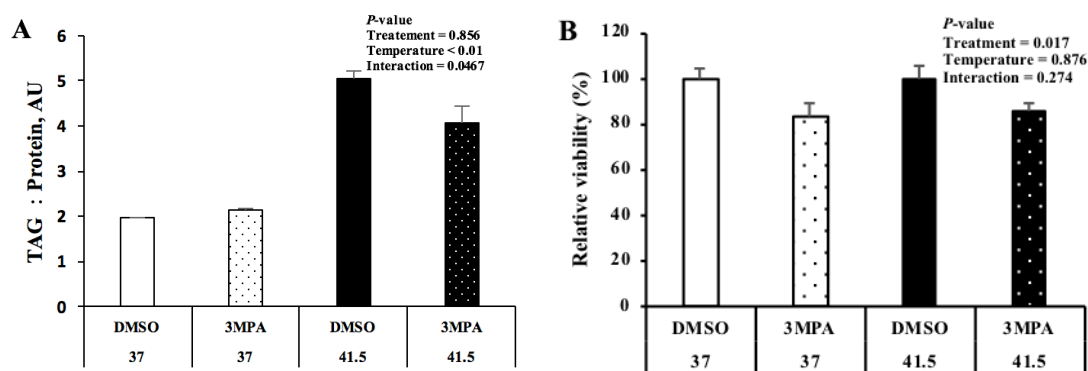 A
P-value
Treatement = 0.856
Temperature < 0.01
Interaction = 0.0467
TAG : Protein, AU
6
5
4
3
2
1
0
DMSO 3MPA DMSO 3MPA
37 37 41.5 41.5
B
P-value
Treatment = 0.017
Temperature = 0.876
Interaction = 0.274
Relative viability (%)
120
100
80
60
40
20
0
DMSO 3MPA DMSO 3MPA
37 37 41.5 41.5